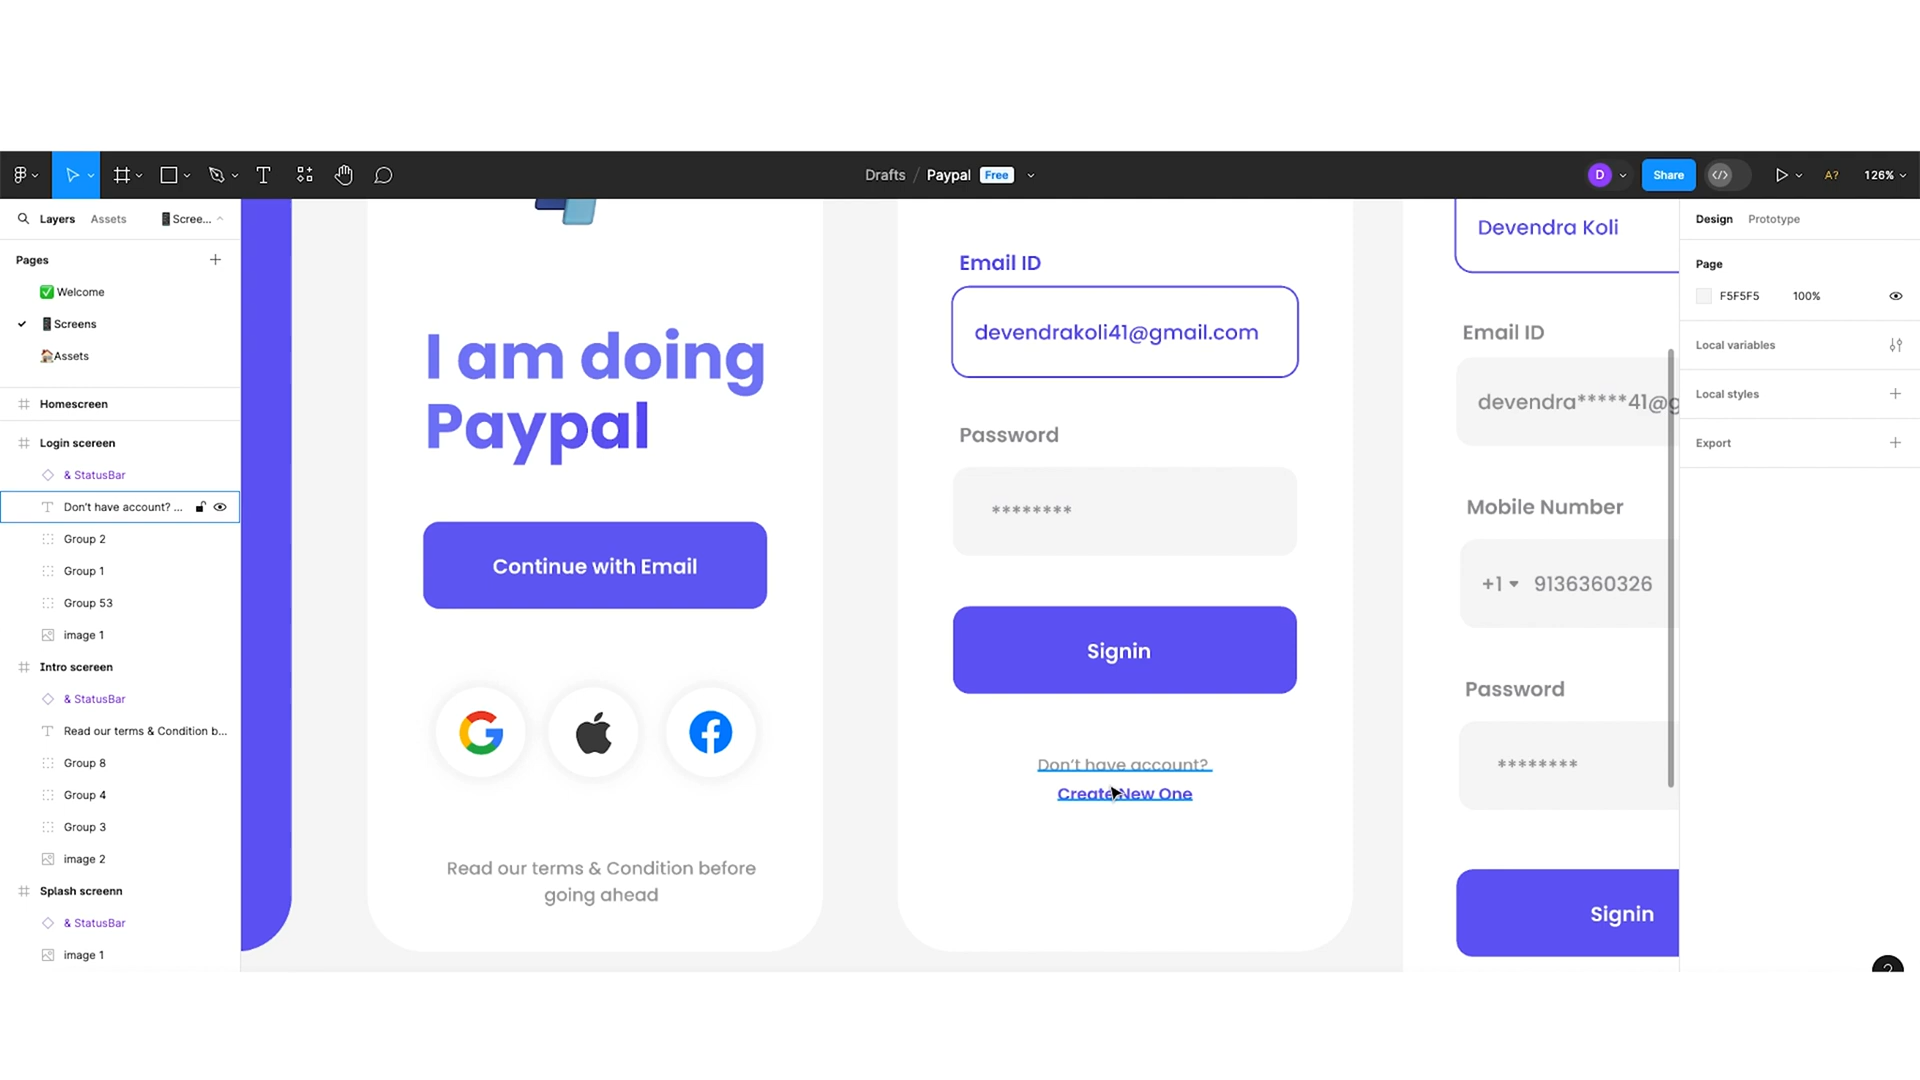 Drafts / Paypal Free
D
Share
A?
126%
Layers Assets Scree...
Pages
Welcome
Screens
Assets
Homescreen
Login scereen
& StatusBar
Don't have account? ...
Group 2
Group 1
Group 53
image 1
Intro scereen
& StatusBar
Read our terms & Condition b...
Group 8
Group 4
Group 3
image 2
Splash screenn
& StatusBar
image 1
I am doing
Paypal
Continue with Email
Read our terms & Condition before
going ahead
Email ID
devendrakoli41@gmail.com
Password
********
Signin
Don't have account?
Create New One
Devendra Koli
Email ID
devendra*****41@g
Mobile Number
+1 9136360326
Password
********
Signin
Design Prototype
Page
F5F5F5 100%
Local variables
Local styles
Export
?